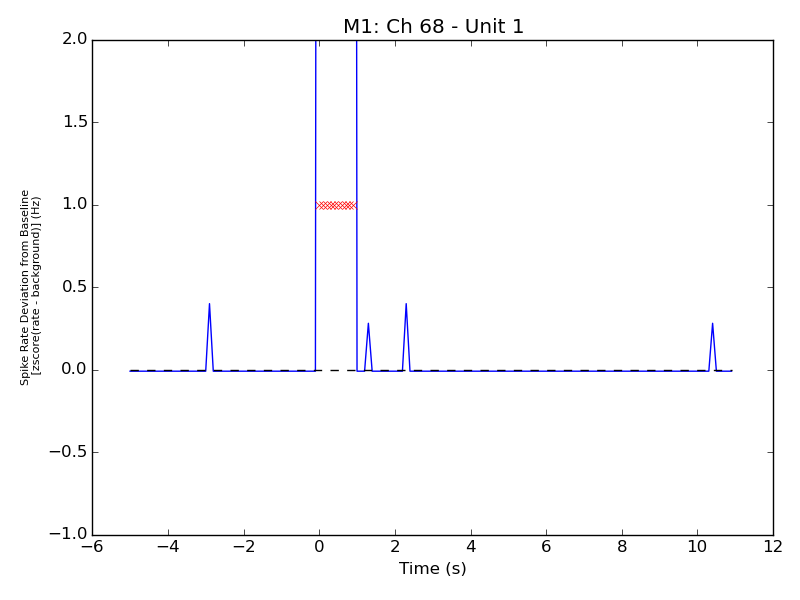 M1: Ch 68 - Unit 1
2.0
1.5
1.0
0.5
0.0
−0.5
−1.0
Spike Rate Deviation from Baseline
[zscore(rate - background)] (Hz)
−6 −4 −2 0 2 4 6 8 10 12
Time (s)